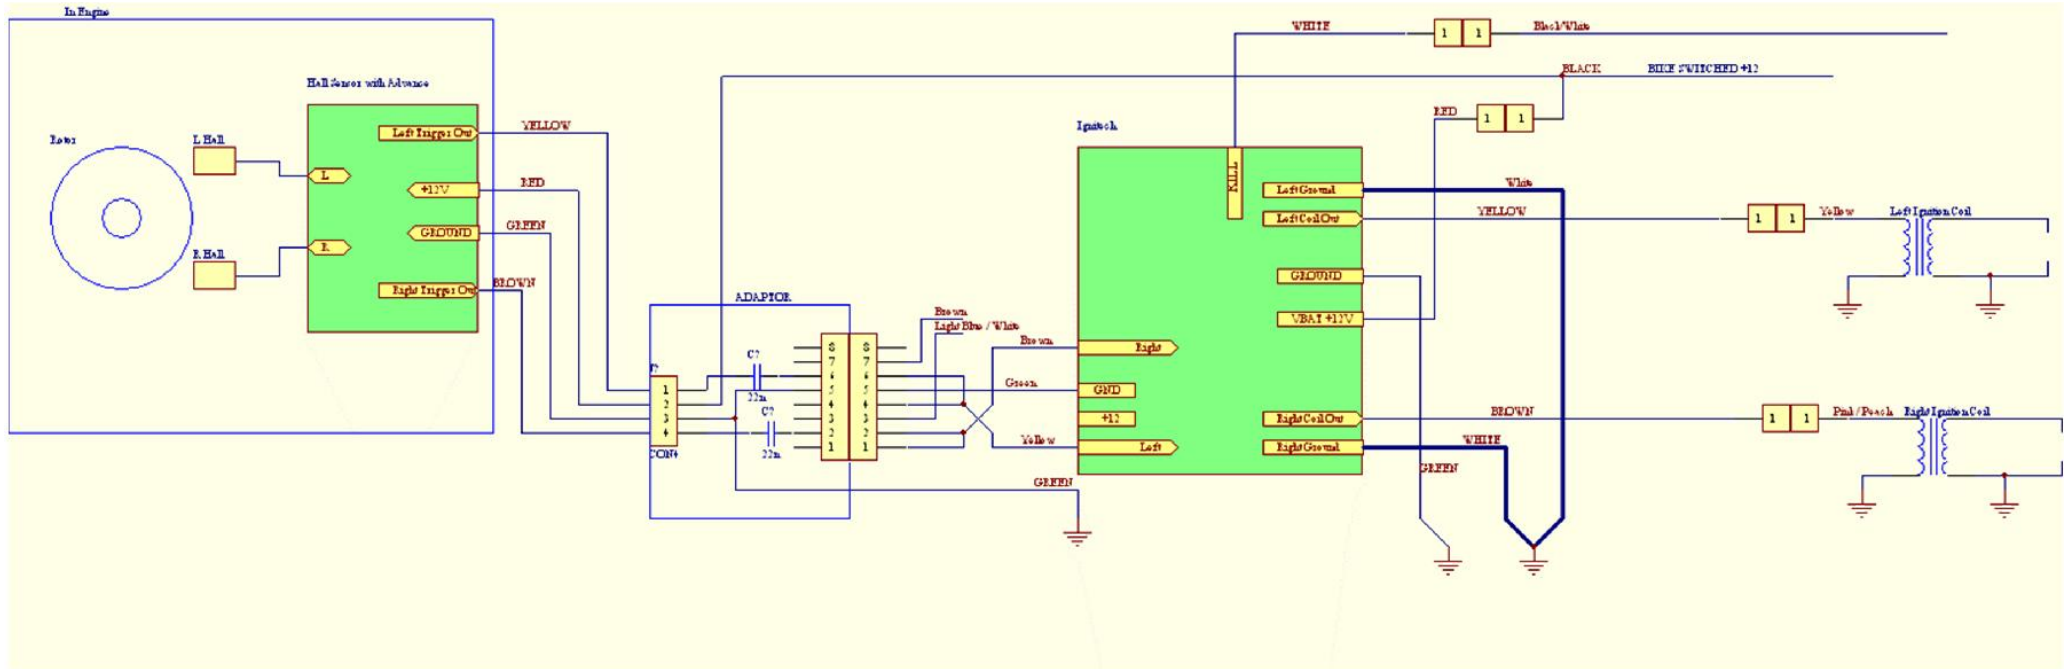 In Engine
WHITE
1 1
Black/White
BLACK
BIKE SWITCHED +12
Hall Sensor with Advance
RED
1 1
Ignitech
Rotor
L Hall
Left Trigger Out
YELLOW
L
+12V
RED
GROUND
GREEN
R Hall
R
Right Trigger Out
BROWN
KILL
Left Ground
White
Left Coil Out
YELLOW
1 1
Yellow
Left Ignition Coil
GROUND
VBAT +12V
ADAPTOR
Brown
Light Blue / White
Brown
Right
C?
22n
C?
22n
1
2
3
4
CON4
8 8
7 7
6 6
5 5
4 4
3 3
2 2
1 1
Green
GND
+12
Yellow
Left
Right Coil Out
BROWN
1 1
Pink / Peach
Right Ignition Coil
Right Ground
WHITE
GREEN
GREEN